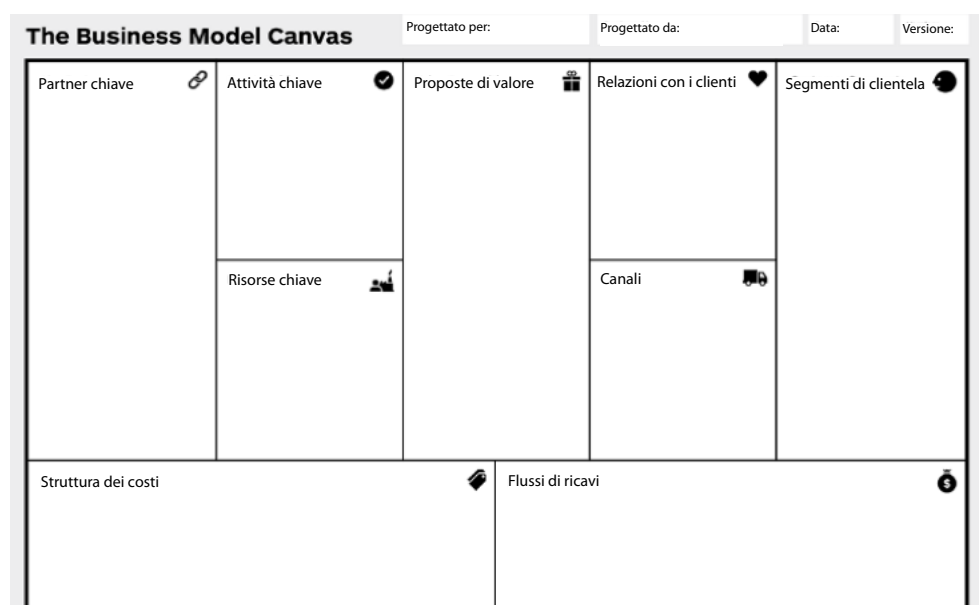 The Business Model Canvas
Progettato per:
Progettato da:
Data:
Versione:
Partner chiave
Attività chiave
Proposte di valore
Relazioni con i clienti
Segmenti di clientela
Risorse chiave
Canali
Struttura dei costi
Flussi di ricavi
$